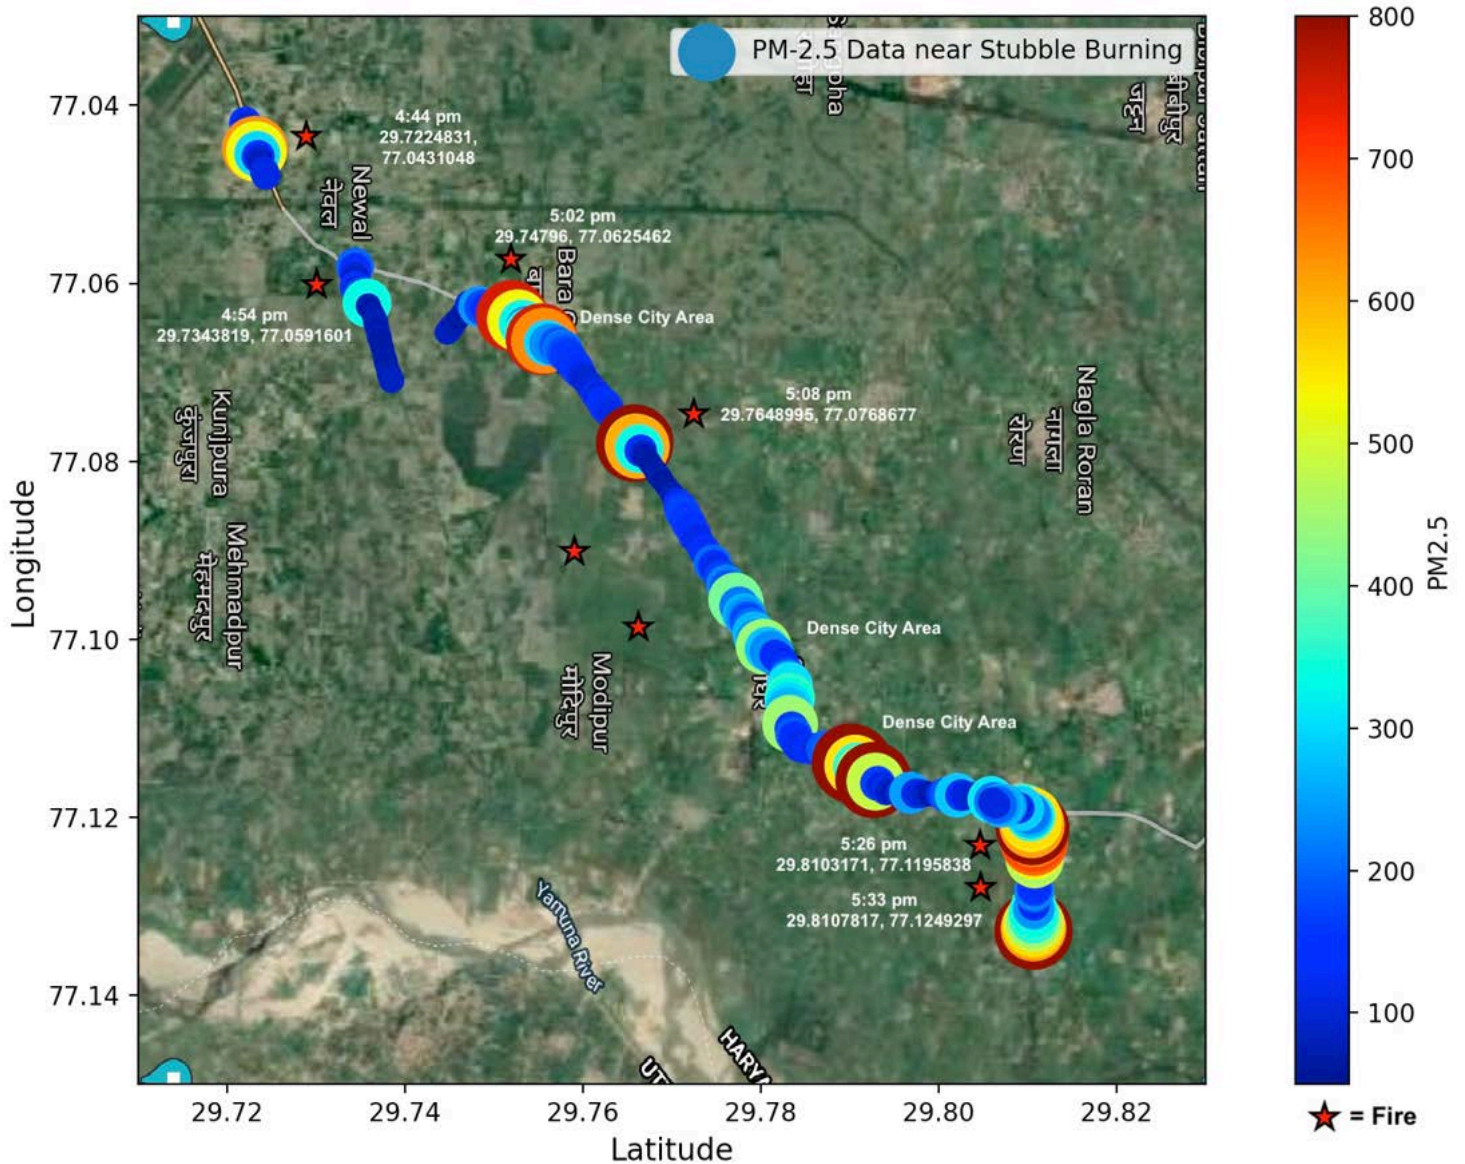 PM-2.5 Data near Stubble Burning
800
700
600
500
400
300
200
100
PM2.5
= Fire
77.04
77.06
77.08
77.10
77.12
77.14
Longitude
29.72
29.74
29.76
29.78
29.80
29.82
Latitude
4:44 pm
29.7224831,
77.0431048
Newal
नेवल
5:02 pm
29.74796, 77.0625462
Bara
Dense City Area
4:54 pm
29.7343819, 77.0591601
5:08 pm
29.7648995, 77.0768677
Kunjpura
कुंजपुरा
Nagla Roran
नागला
रोराण
Mehmadpur
मेहमदपुर
Dense City Area
Modipur
मोदिपुर
Dense City Area
5:26 pm
29.8103171, 77.1195838
5:33 pm
29.8107817, 77.1249297
Yamuna River
HARYA
UT